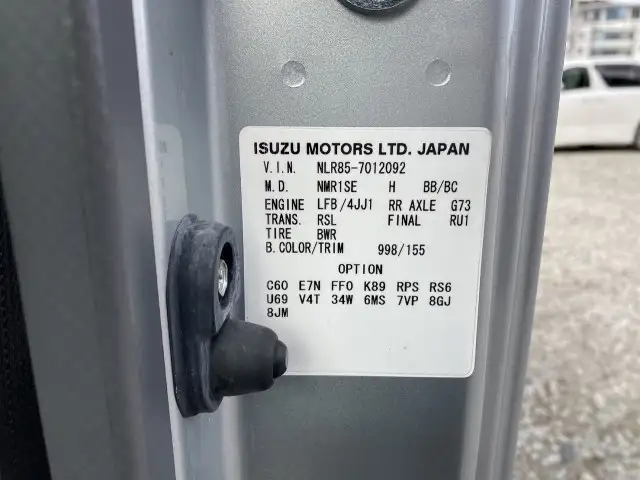 ISUZU MOTORS LTD. JAPAN
V.I.N. NLR85-7012092
M.D. NMR1SE H BB/BC
ENGINE LFB/4JJ1 RR AXLE G73
TRANS. RSL FINAL RU1
TIRE BWR
B.COLOR/TRIM 998/155
OPTION
C60 E7N FF0 K89 RPS RS6
U69 V4T 34W 6MS 7VP 8GJ
8JM